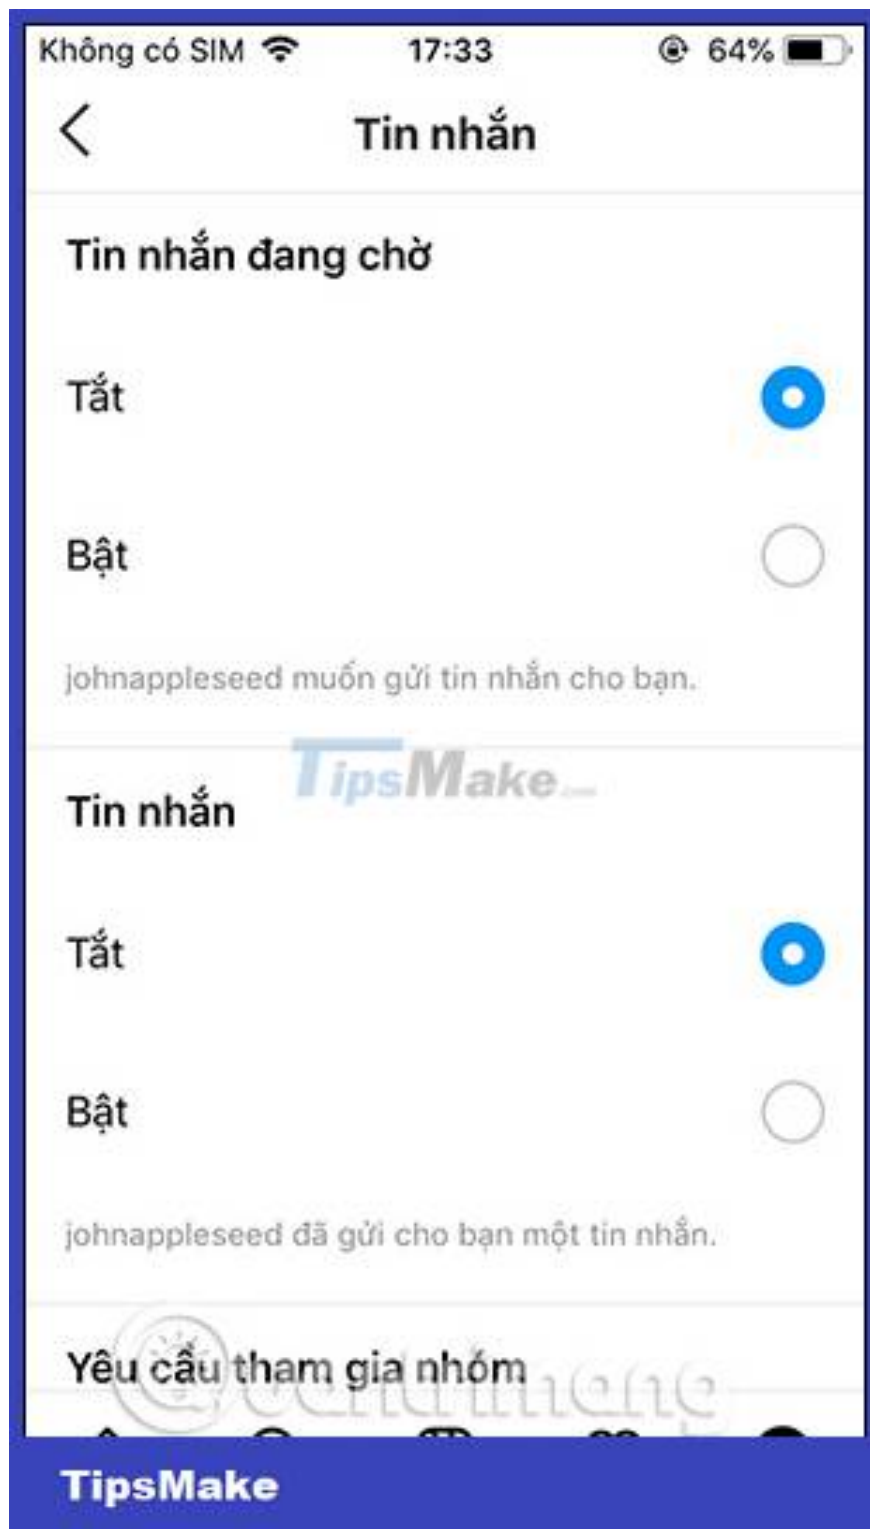 Không có SIM 17:33 64%
Tin nhắn
Tin nhắn đang chờ
Tắt
Bật
johnappleseed muốn gửi tin nhắn cho bạn.
TipsMake.com
Tin nhắn
Tắt
Bật
johnappleseed đã gửi cho bạn một tin nhắn.
Yêu cầu tham gia nhóm
quantrimang
TipsMake